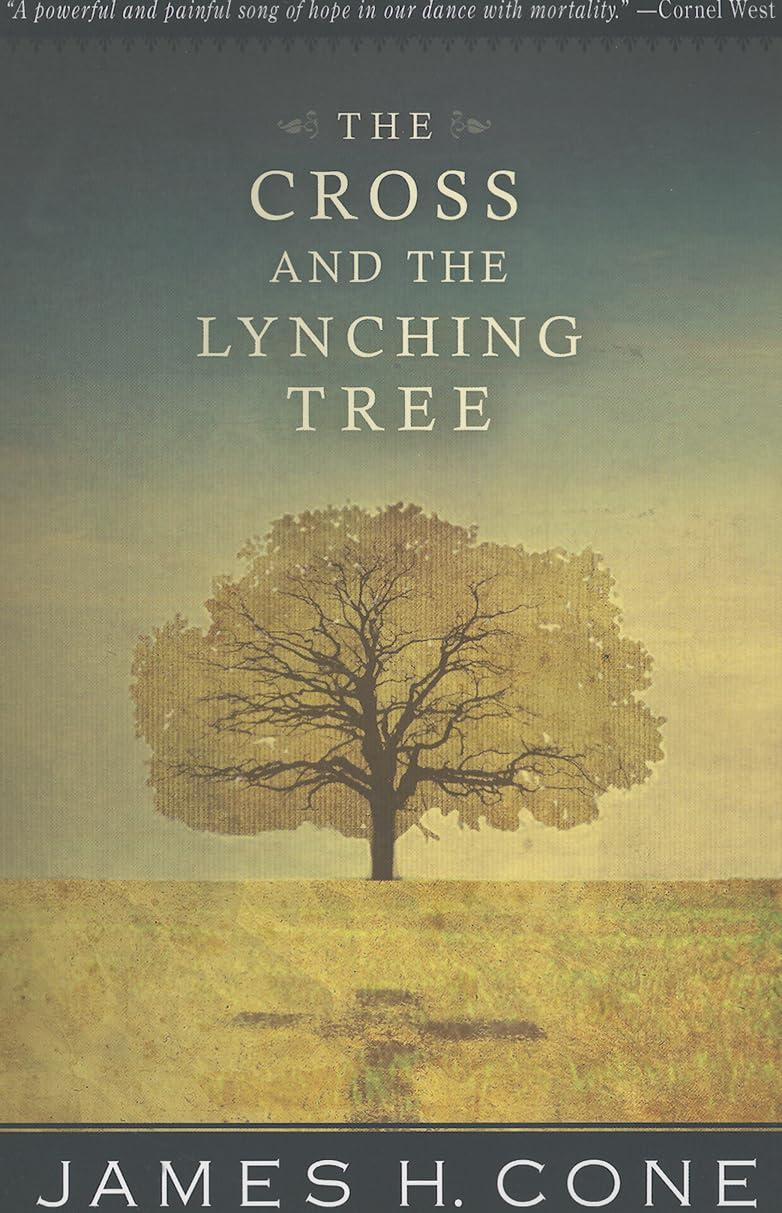 “A powerful and painful song of hope in our dance with mortality.” —Cornel West
THE
CROSS
AND THE
LYNCHING
TREE
JAMES H. CONE